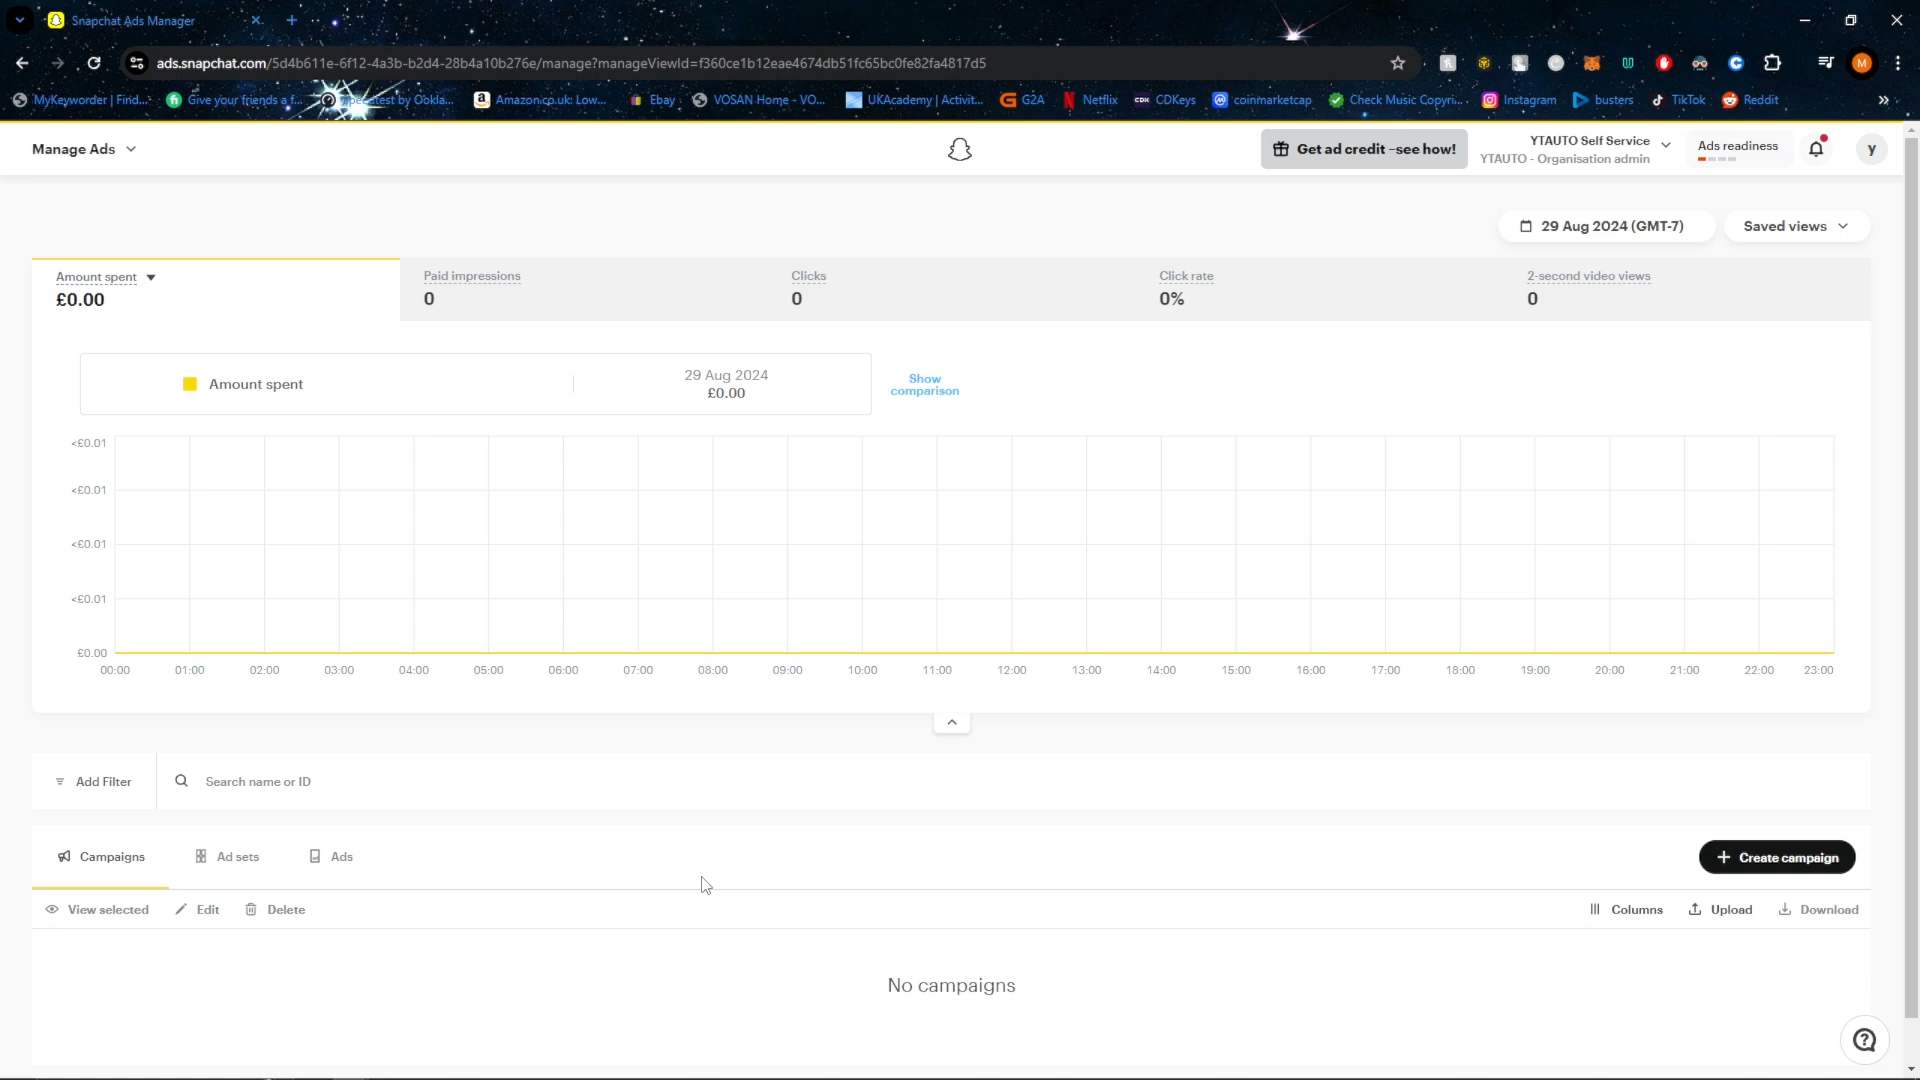 Snapchat Ads Manager
ads.snapchat.com/5d4b611e-6f12-4a3b-b2d4-28b4a10b276e/manage?manageViewId=f360ce1b12eae4674db51fc65bc0fe82fa4817d5
M
MyKeyworder | Find...
Give your friends a f...
by Ookla...
Amazon.co.uk: Low...
Ebay
VOSAN Home - VO...
UKAcademy | Activit...
G2A
Netflix
CDKeys
coinmarketcap
Check Music Copyri...
Instagram
busters
TikTok
Reddit
Manage Ads
Get ad credit –see how!
YTAUTO Self Service
YTAUTO - Organisation admin
Ads readiness
y
29 Aug 2024 (GMT-7)
Saved views
Amount spent
£0.00
Paid impressions
0
Clicks
0
Click rate
0%
2-second video views
0
Amount spent
29 Aug 2024
£0.00
Show
comparison
<£0.01
<£0.01
<£0.01
<£0.01
£0.00
00:00 01:00 02:00 03:00 04:00 05:00 06:00 07:00 08:00 09:00 10:00 11:00 12:00 13:00 14:00 15:00 16:00 17:00 18:00 19:00 20:00 21:00 22:00 23:00
Add Filter
Search name or ID
Campaigns
Ad sets
Ads
Create campaign
View selected
Edit
Delete
Columns
Upload
Download
No campaigns